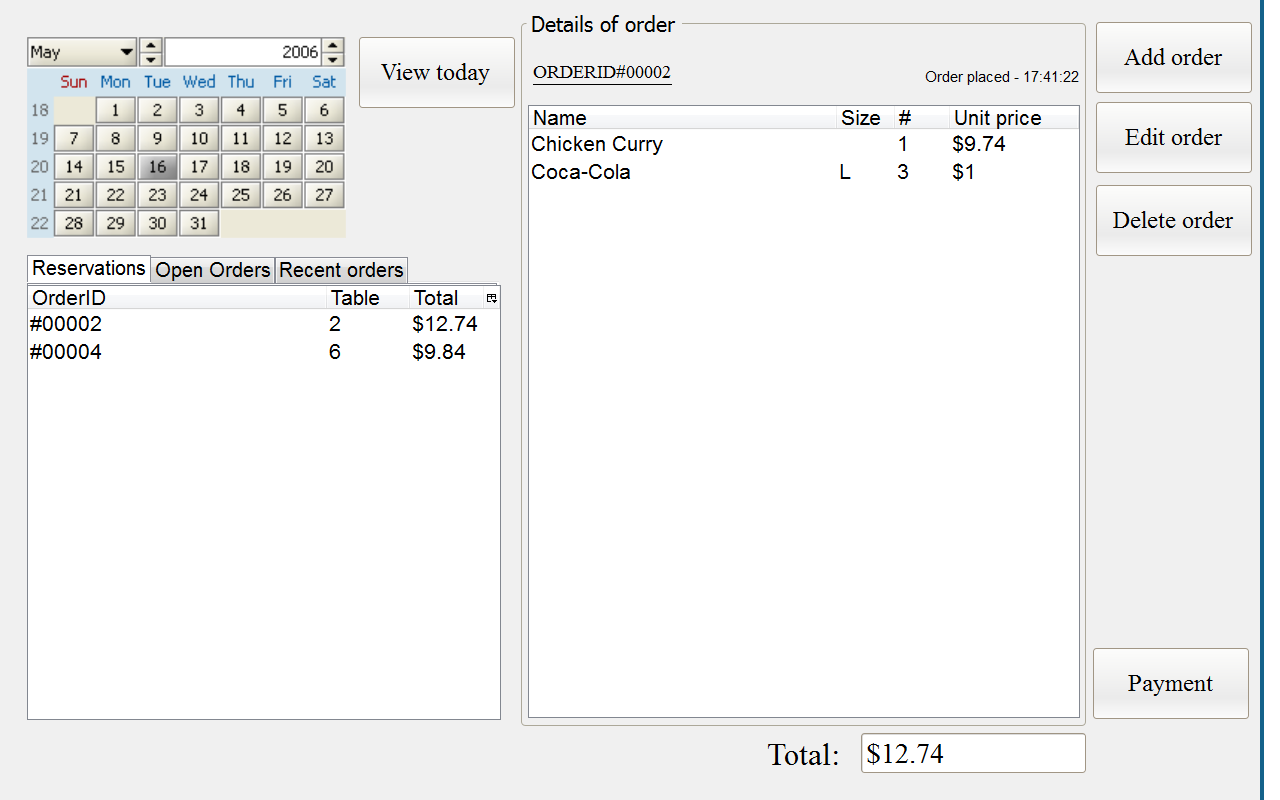 May 2006
Sun Mon Tue Wed Thu Fri Sat
18 1 2 3 4 5 6
19 7 8 9 10 11 12 13
20 14 15 16 17 18 19 20
21 21 22 23 24 25 26 27
22 28 29 30 31
View today
Reservations Open Orders Recent orders
OrderID Table Total
#00002 2 $12.74
#00004 6 $9.84
Details of order
ORDERID#00002 Order placed - 17:41:22
Name Size # Unit price
Chicken Curry 1 $9.74
Coca-Cola L 3 $1
Total: $12.74
Add order
Edit order
Delete order
Payment